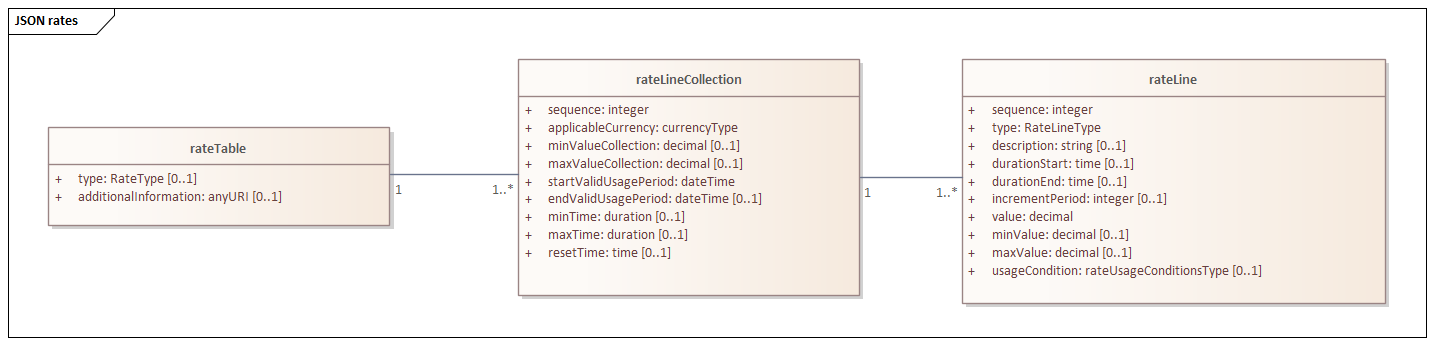 JSON rates
rateTable
+ type: RateType [0..1]
+ additionalInformation: anyURI [0..1]
1
1..*
rateLineCollection
+ sequence: integer
+ applicableCurrency: currencyType
+ minValueCollection: decimal [0..1]
+ maxValueCollection: decimal [0..1]
+ startValidUsagePeriod: dateTime
+ endValidUsagePeriod: dateTime [0..1]
+ minTime: duration [0..1]
+ maxTime: duration [0..1]
+ resetTime: time [0..1]
1
1..*
rateLine
+ sequence: integer
+ type: RateLineType
+ description: string [0..1]
+ durationStart: time [0..1]
+ durationEnd: time [0..1]
+ incrementPeriod: integer [0..1]
+ value: decimal
+ minValue: decimal [0..1]
+ maxValue: decimal [0..1]
+ usageCondition: rateUsageConditionsType [0..1]